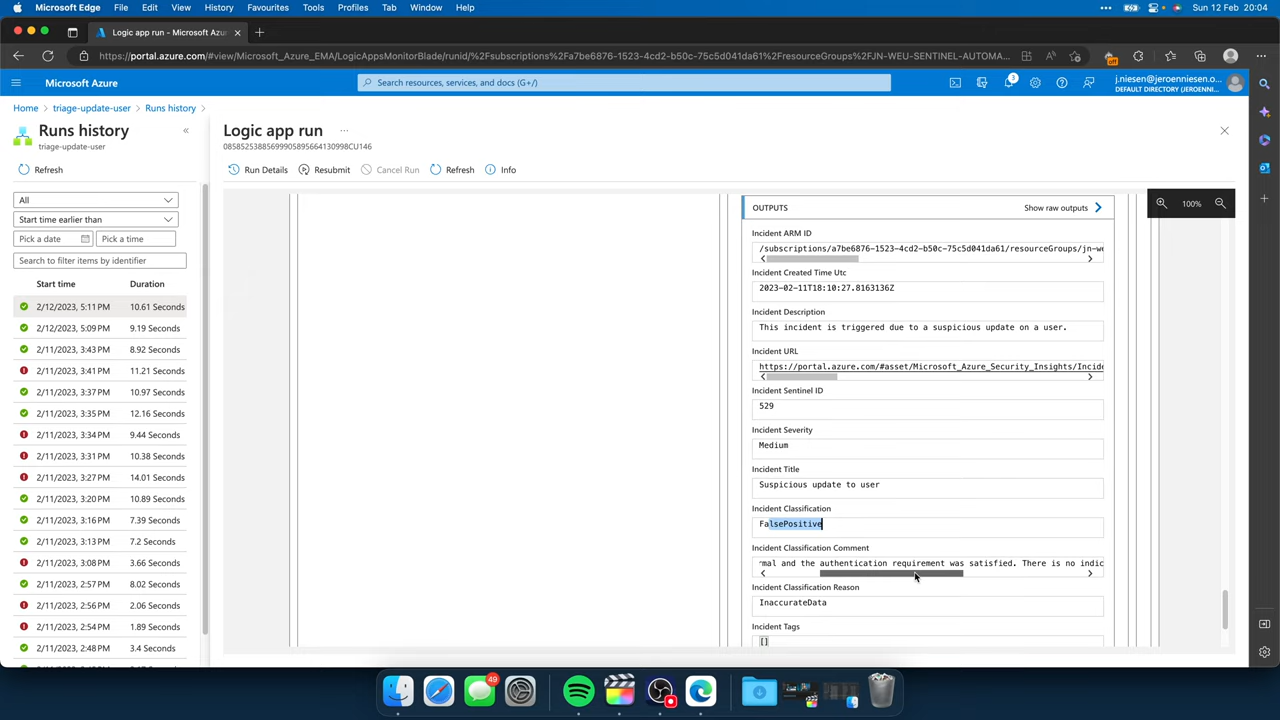 Microsoft Edge File Edit View History Favourites Tools Profiles Tab Window Help
Sun 12 Feb 20:04
Logic app run - Microsoft Azu
https://portal.azure.com/#view/Microsoft_Azure_EMA/LogicAppsMonitorBlade/runid/%2Fsubscriptions%2Fa7be6876-1523-4cd2-b50c-75c5d041da61%2FresourceGroups%2FJN-WEU-SENTINEL-AUTOMA...
off
Microsoft Azure
Search resources, services, and docs (G+/)
3
j.niesen@jeroenniesen.o...
DEFAULT DIRECTORY (JEROENNI...
Home > triage-update-user > Runs history >
Runs history
triage-update-user
Refresh
All
Start time earlier than
Pick a date
Pick a time
Search to filter items by identifier
Start time Duration
2/12/2023, 5:11 PM 10.61 Seconds
2/12/2023, 5:09 PM 9.19 Seconds
2/11/2023, 3:43 PM 8.92 Seconds
2/11/2023, 3:41 PM 11.21 Seconds
2/11/2023, 3:37 PM 10.97 Seconds
2/11/2023, 3:35 PM 12.16 Seconds
2/11/2023, 3:34 PM 9.44 Seconds
2/11/2023, 3:31 PM 10.38 Seconds
2/11/2023, 3:27 PM 14.01 Seconds
2/11/2023, 3:20 PM 10.89 Seconds
2/11/2023, 3:16 PM 7.39 Seconds
2/11/2023, 3:13 PM 7.2 Seconds
2/11/2023, 3:08 PM 3.66 Seconds
2/11/2023, 2:57 PM 8.02 Seconds
2/11/2023, 2:56 PM 2.06 Seconds
2/11/2023, 2:54 PM 1.89 Seconds
2/11/2023, 2:48 PM 3.4 Seconds
Logic app run ...
08585253885699905895664130998CU146
Run Details Resubmit Cancel Run Refresh Info
100%
OUTPUTS
Show raw outputs
Incident ARM ID
/subscriptions/a7be6876-1523-4cd2-b50c-75c5d041da61/resourceGroups/jn-we
Incident Created Time Utc
2023-02-11T18:10:27.8163136Z
Incident Description
This incident is triggered due to a suspicious update on a user.
Incident URL
https://portal.azure.com/#asset/Microsoft_Azure_Security_Insights/Incide
Incident Sentinel ID
529
Incident Severity
Medium
Incident Title
Suspicious update to user
Incident Classification
FalsePositive
Incident Classification Comment
rmal and the authentication requirement was satisfied. There is no indic
Incident Classification Reason
InaccurateData
Incident Tags
[]
49